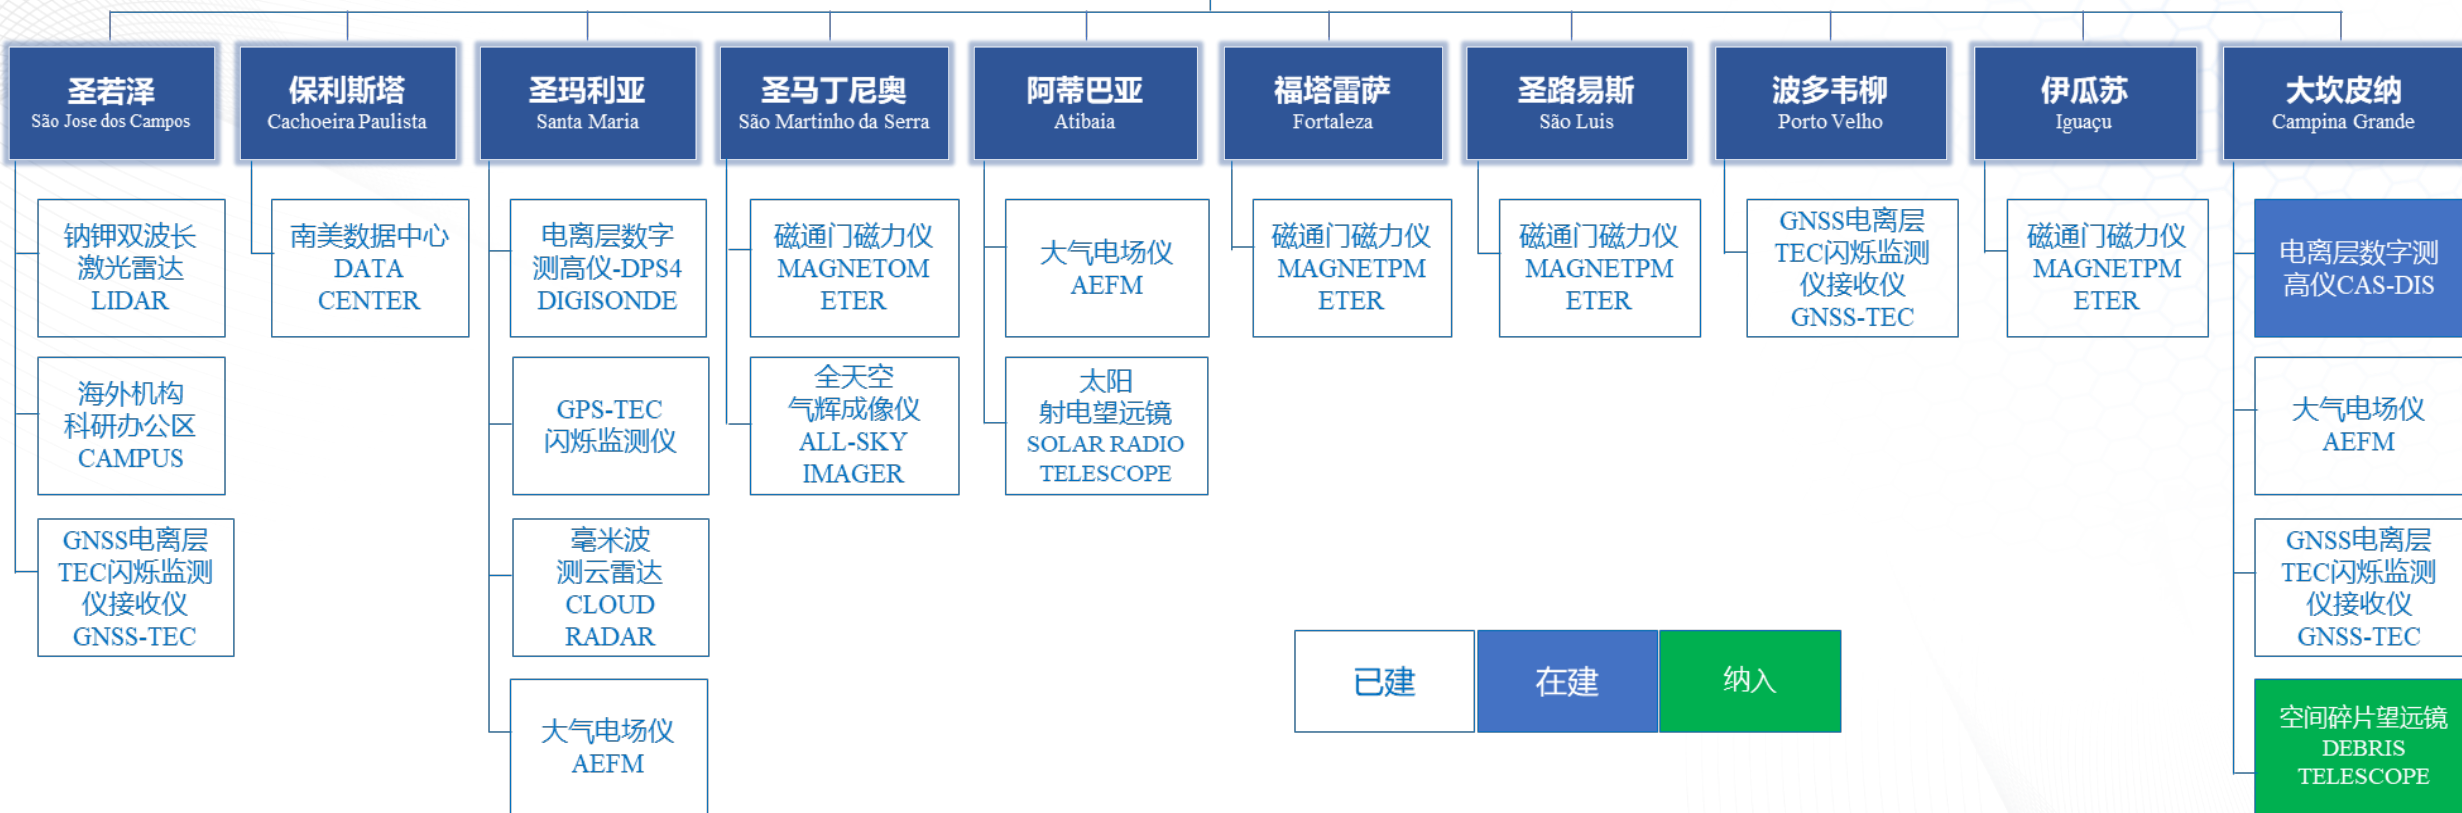 圣若泽
São Jose dos Campos
钠钾双波长
激光雷达
LIDAR
海外机构
科研办公区
CAMPUS
GNSS电离层
TEC闪烁监测
仪接收仪
GNSS-TEC
保利斯塔
Cachoeira Paulista
南美数据中心
DATA
CENTER
圣玛利亚
Santa Maria
电离层数字
测高仪-DPS4
DIGISONDE
GPS-TEC
闪烁监测仪
毫米波
测云雷达
CLOUD
RADAR
大气电场仪
AEFM
圣马丁尼奥
São Martinho da Serra
磁通门磁力仪
MAGNETOM
ETER
全天空
气辉成像仪
ALL-SKY
IMAGER
阿蒂巴亚
Atibaia
大气电场仪
AEFM
太阳
射电望远镜
SOLAR RADIO
TELESCOPE
福塔雷萨
Fortaleza
磁通门磁力仪
MAGNETPM
ETER
圣路易斯
São Luis
磁通门磁力仪
MAGNETPM
ETER
波多韦柳
Porto Velho
GNSS电离层
TEC闪烁监测
仪接收仪
GNSS-TEC
伊瓜苏
Iguaçu
磁通门磁力仪
MAGNETPM
ETER
大坎皮纳
Campina Grande
电离层数字测
高仪CAS-DIS
大气电场仪
AEFM
GNSS电离层
TEC闪烁监测
仪接收仪
GNSS-TEC
空间碎片望远镜
DEBRIS
TELESCOPE
已建
在建
纳入